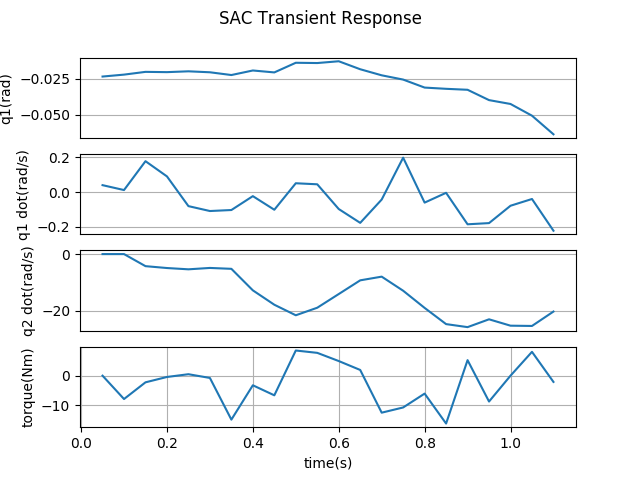 SAC Transient Response
−0.025
−0.050
q1(rad)
0.2
0.0
−0.2
q1 dot(rad/s)
0
−20
q2 dot(rad/s)
0
−10
torque(Nm)
0.0 0.2 0.4 0.6 0.8 1.0
time(s)